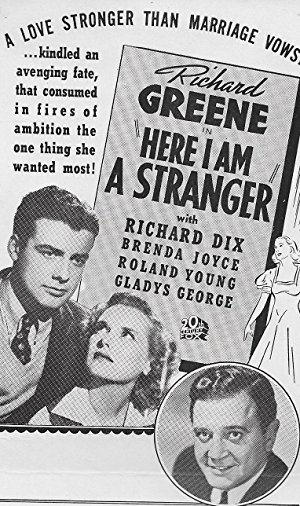 A LOVE STRONGER THAN MARRIAGE VOWS..
...kindled an
avenging fate,
that consumed
in fires of
ambition the
one thing she
wanted most!
Richard
GREENE
IN
"HERE I AM
A STRANGER"
with
RICHARD DIX
BRENDA JOYCE
ROLAND YOUNG
GLADYS GEORGE
20th
CENTURY
FOX